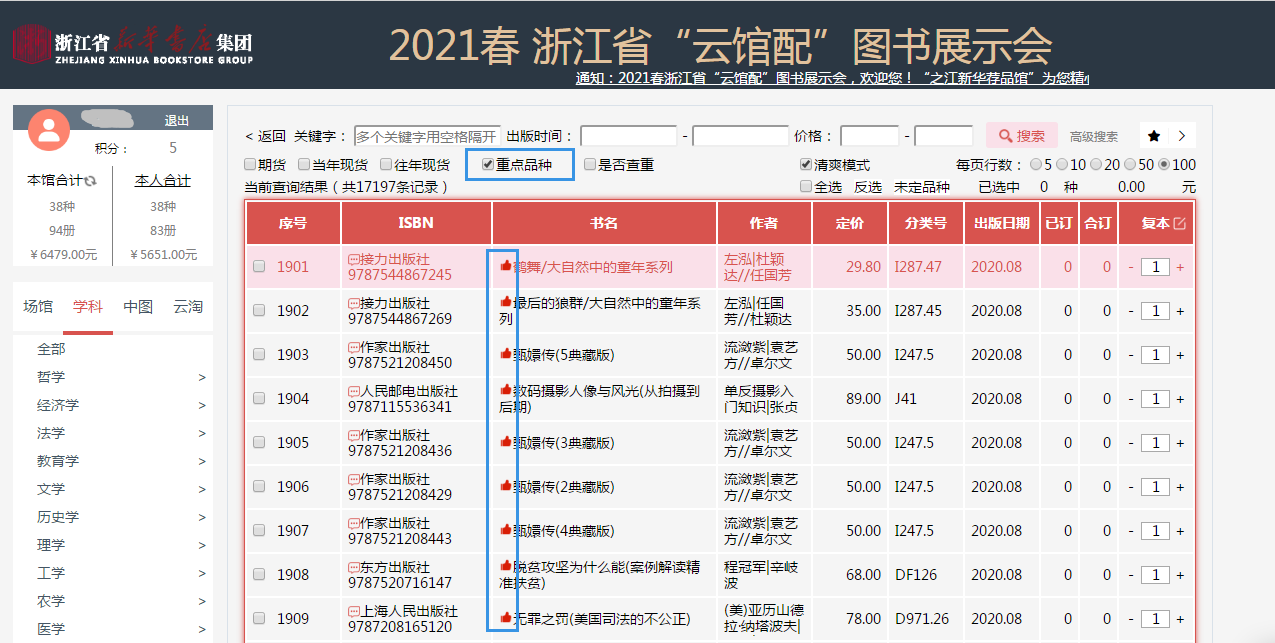 浙江省新华书店集团
ZHEJIANG XINHUA BOOKSTORE GROUP
2021春 浙江省“云馆配”图书展示会
通知：2021春浙江省“云馆配”图书展示会，欢迎您！“之江新华荐品馆”为您精心
退出
积分： 5
本馆合计 本人合计
38种 38种
94册 83册
￥6479.00元 ￥5651.00元
场馆 学科 中图 云淘
全部
哲学 >
经济学 >
法学 >
教育学 >
文学 >
历史学 >
理学 >
工学 >
农学 >
医学 >
< 返回 关键字： 多个关键字用空格隔开 出版时间： - 价格： - 搜索 高级搜索
期货 当年现货 往年现货 重点品种 是否查重 清爽模式 每页行数： 5 10 20 50 100
当前查询结果（共17197条记录） 全选 反选 未定品种 已选中 0 种 0.00 元
序号 ISBN 书名 作者 定价 分类号 出版日期 已订 合订 复本
1901 接力出版社 9787544867245 鹤舞/大自然中的童年系列 左泓|杜颖达//任国芳 29.80 I287.47 2020.08 0 0 - 1 +
1902 接力出版社 9787544867269 最后的狼群/大自然中的童年系列 左泓|任国芳//杜颖达 35.00 I287.45 2020.08 0 0 - 1 +
1903 作家出版社 9787521208450 甄嬛传(5典藏版) 流潋紫|袁艺方//卓尔文 50.00 I247.5 2020.08 0 0 - 1 +
1904 人民邮电出版社 9787115536341 数码摄影人像与风光(从拍摄到后期) 单反摄影入门知识|张贞 89.00 J41 2020.08 0 0 - 1 +
1905 作家出版社 9787521208436 甄嬛传(3典藏版) 流潋紫|袁艺方//卓尔文 50.00 I247.5 2020.08 0 0 - 1 +
1906 作家出版社 9787521208429 甄嬛传(2典藏版) 流潋紫|袁艺方//卓尔文 50.00 I247.5 2020.08 0 0 - 1 +
1907 作家出版社 9787521208443 甄嬛传(4典藏版) 流潋紫|袁艺方//卓尔文 50.00 I247.5 2020.08 0 0 - 1 +
1908 东方出版社 9787520716147 脱贫攻坚为什么能(案例解读精准扶贫) 程冠军|辛岐波 68.00 DF126 2020.08 0 0 - 1 +
1909 上海人民出版社 9787208165120 无罪之罚(美国司法的不公正) (美)亚历山德拉·纳塔波夫| 78.00 D971.26 2020.08 0 0 - 1 +